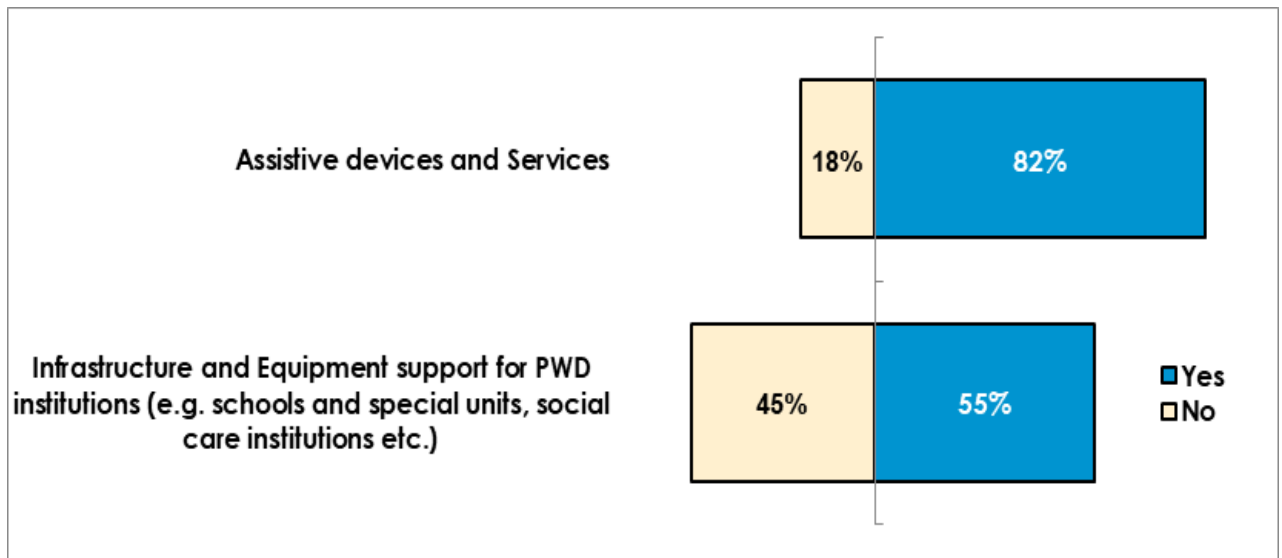 Assistive devices and Services
18%
82%
Infrastructure and Equipment support for PWD
institutions (e.g. schools and special units, social
care institutions etc.)
45%
55%
Yes
No